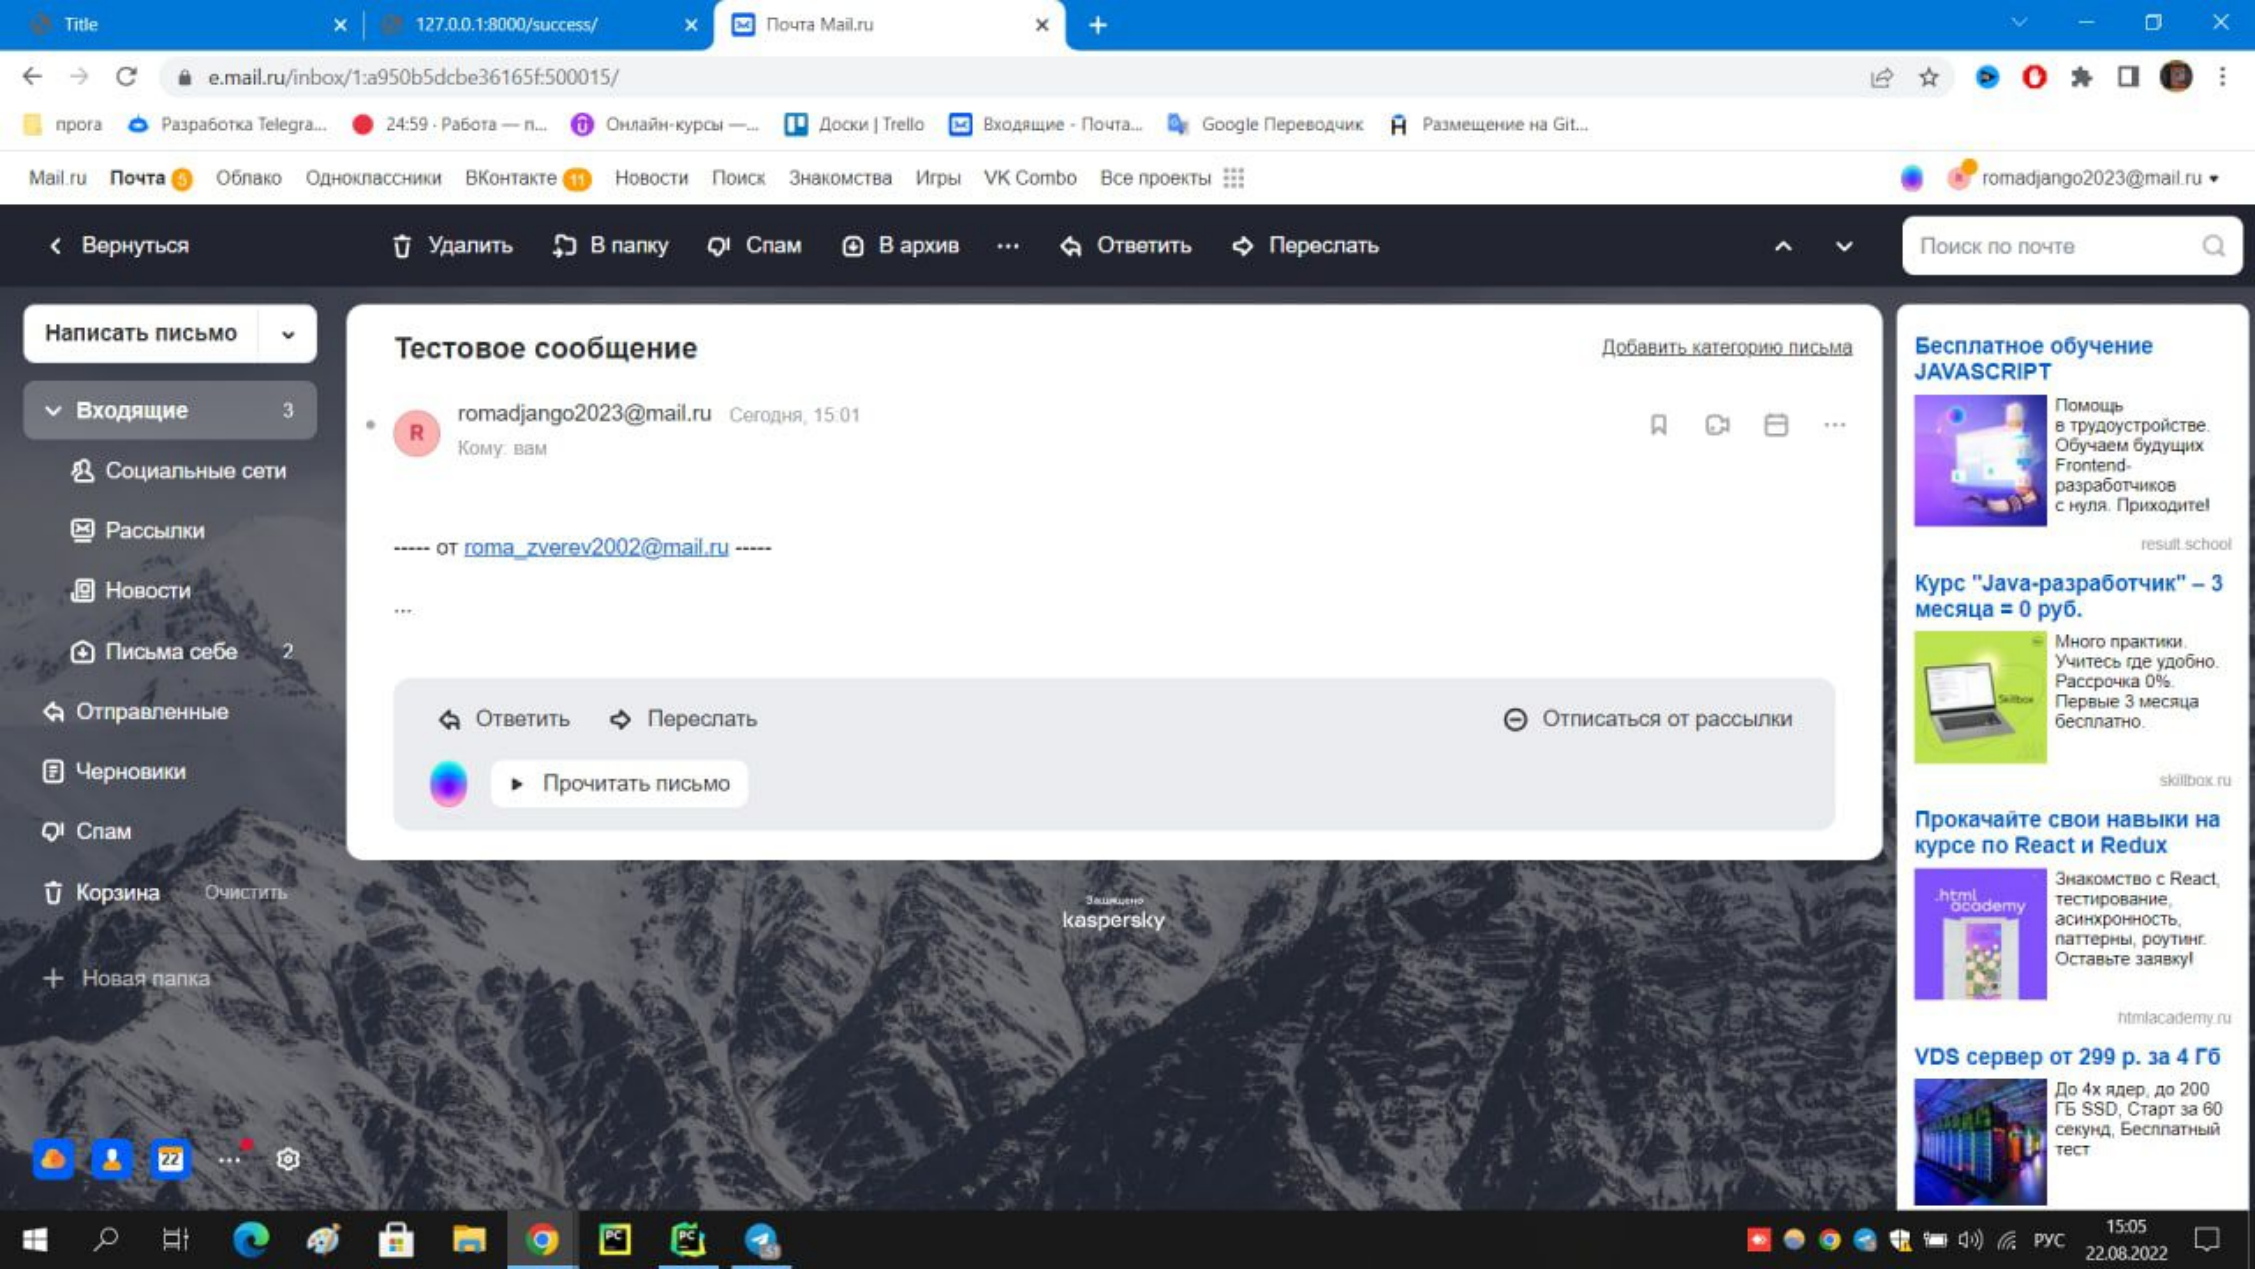 Title
127.0.0.1:8000/success/
Почта Mail.ru
e.mail.ru/inbox/1:a950b5dcbe36165f:500015/
прога
Разработка Telegra...
24:59 · Работа — п...
Онлайн-курсы —...
Доски | Trello
Входящие - Почта...
Google Переводчик
Размещение на Git...
Mail.ru Почта 5 Облако Одноклассники ВКонтакте 11 Новости Поиск Знакомства Игры VK Combo Все проекты
romadjango2023@mail.ru
Вернуться
Удалить
В папку
Спам
В архив
Ответить
Переслать
Поиск по почте
Написать письмо
Входящие 3
Социальные сети
Рассылки
Новости
Письма себе 2
Отправленные
Черновики
Спам
Корзина Очистить
Новая папка
22
Тестовое сообщение
Добавить категорию письма
R
romadjango2023@mail.ru Сегодня, 15:01
Кому: вам
----- от roma_zverev2002@mail.ru -----
...
Ответить
Переслать
Отписаться от рассылки
Прочитать письмо
Защищено
kaspersky
Бесплатное обучение
JAVASCRIPT
Помощь
в трудоустройстве.
Обучаем будущих
Frontend-
разработчиков
с нуля. Приходите!
result.school
Курс "Java-разработчик" – 3
месяца = 0 руб.
Много практики.
Учитесь где удобно.
Рассрочка 0%.
Первые 3 месяца
бесплатно.
Skillbox
skillbox.ru
Прокачайте свои навыки на
курсе по React и Redux
.html
academy
Знакомство с React,
тестирование,
асинхронность,
паттерны, роутинг.
Оставьте заявку!
htmlacademy.ru
VDS сервер от 299 р. за 4 Гб
До 4х ядер, до 200
ГБ SSD, Старт за 60
секунд, Бесплатный
тест
PC
PC
РУС
15:05
22.08.2022